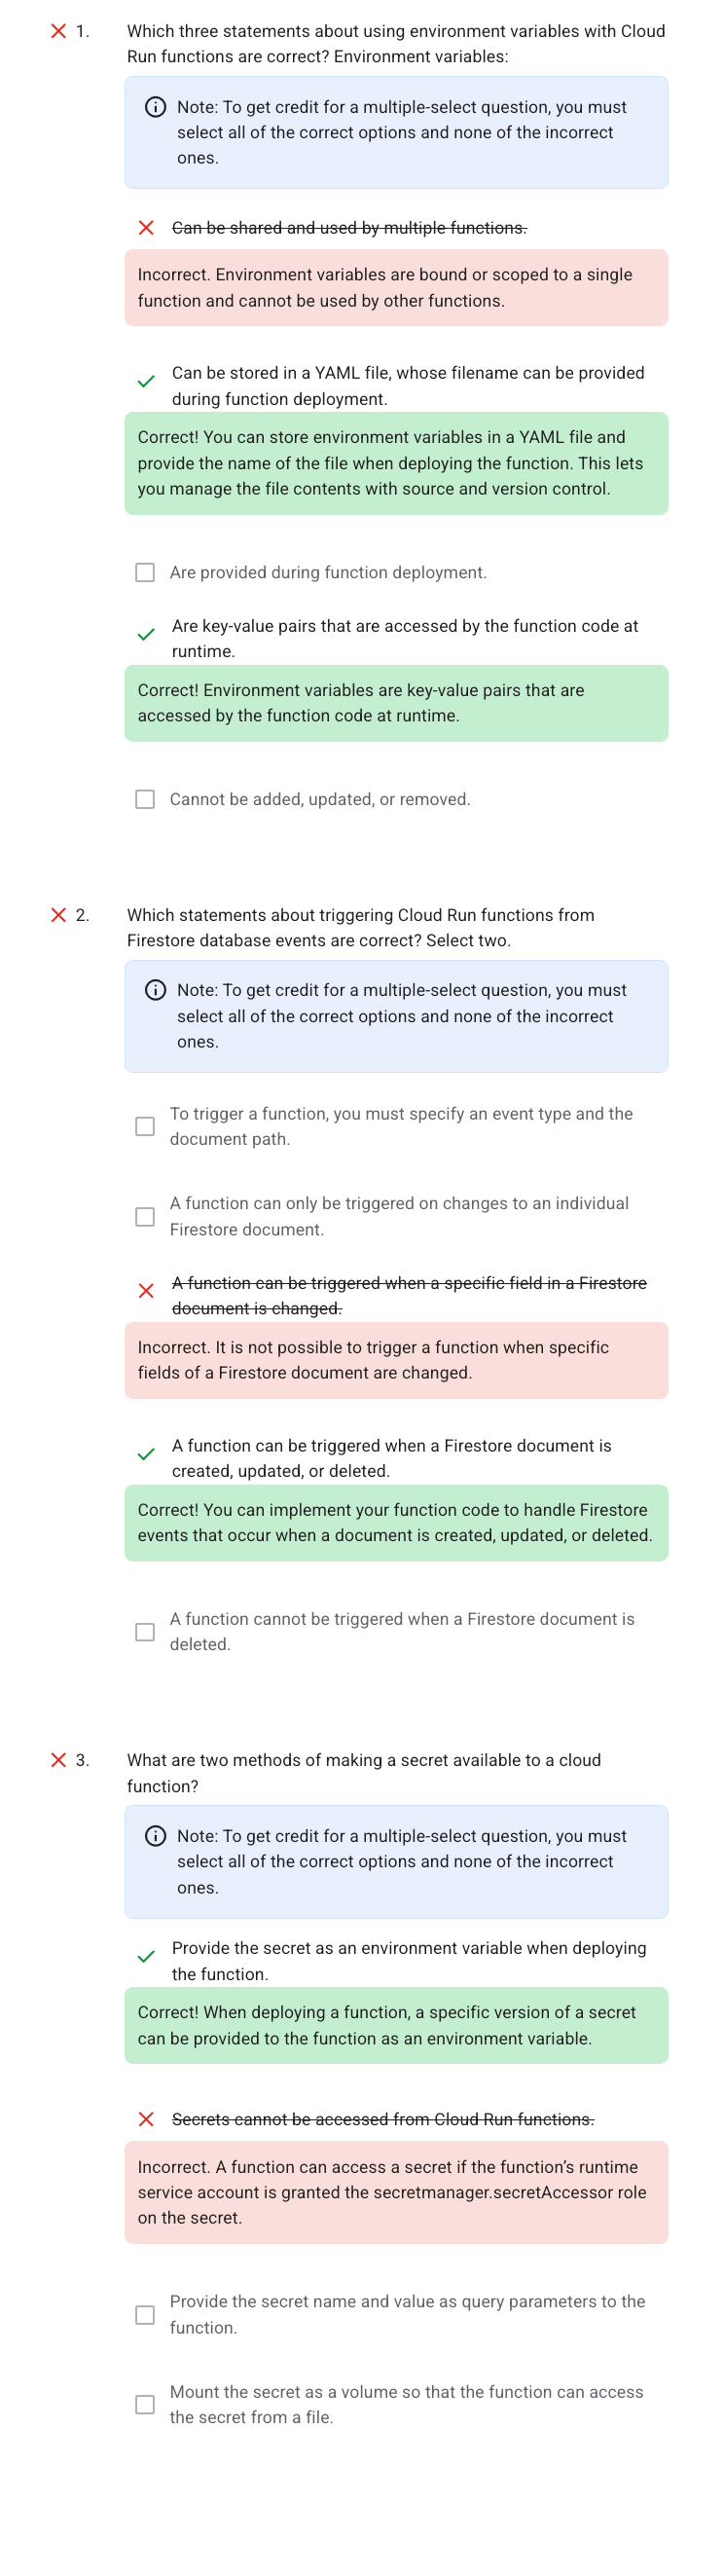 1. Which three statements about using environment variables with Cloud
Run functions are correct? Environment variables:
Note: To get credit for a multiple-select question, you must
select all of the correct options and none of the incorrect
ones.
Can be shared and used by multiple functions.
Incorrect. Environment variables are bound or scoped to a single
function and cannot be used by other functions.
Can be stored in a YAML file, whose filename can be provided
during function deployment.
Correct! You can store environment variables in a YAML file and
provide the name of the file when deploying the function. This lets
you manage the file contents with source and version control.
Are provided during function deployment.
Are key-value pairs that are accessed by the function code at
runtime.
Correct! Environment variables are key-value pairs that are
accessed by the function code at runtime.
Cannot be added, updated, or removed.
2. Which statements about triggering Cloud Run functions from
Firestore database events are correct? Select two.
Note: To get credit for a multiple-select question, you must
select all of the correct options and none of the incorrect
ones.
To trigger a function, you must specify an event type and the
document path.
A function can only be triggered on changes to an individual
Firestore document.
A function can be triggered when a specific field in a Firestore
document is changed.
Incorrect. It is not possible to trigger a function when specific
fields of a Firestore document are changed.
A function can be triggered when a Firestore document is
created, updated, or deleted.
Correct! You can implement your function code to handle Firestore
events that occur when a document is created, updated, or deleted.
A function cannot be triggered when a Firestore document is
deleted.
3. What are two methods of making a secret available to a cloud
function?
Note: To get credit for a multiple-select question, you must
select all of the correct options and none of the incorrect
ones.
Provide the secret as an environment variable when deploying
the function.
Correct! When deploying a function, a specific version of a secret
can be provided to the function as an environment variable.
Secrets cannot be accessed from Cloud Run functions.
Incorrect. A function can access a secret if the function’s runtime
service account is granted the secretmanager.secretAccessor role
on the secret.
Provide the secret name and value as query parameters to the
function.
Mount the secret as a volume so that the function can access
the secret from a file.